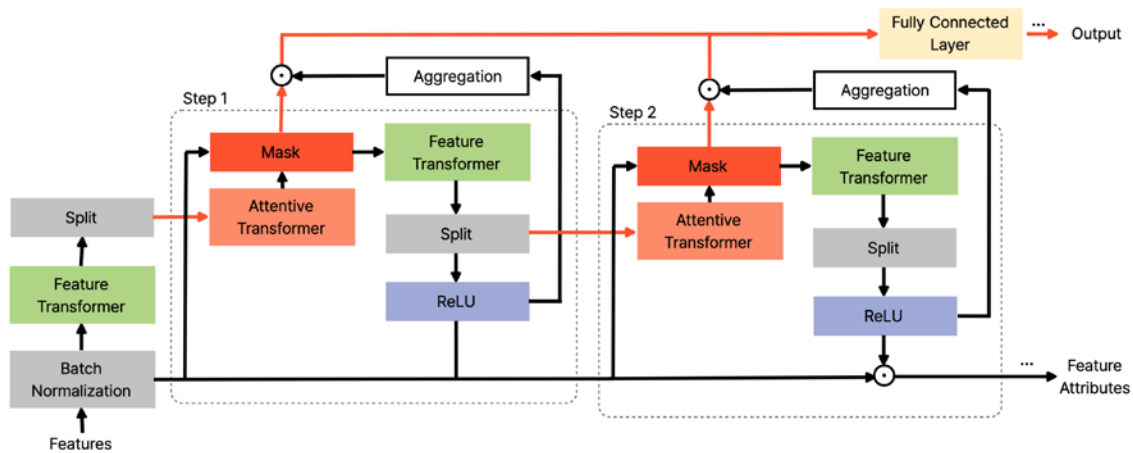 Fully Connected
Layer
...
Output
Aggregation
Aggregation
Step 1
Step 2
Mask
Feature
Transformer
Mask
Feature
Transformer
Attentive
Transformer
Attentive
Transformer
Split
Split
Split
Feature
Transformer
ReLU
ReLU
Batch
Normalization
...
Feature
Attributes
Features